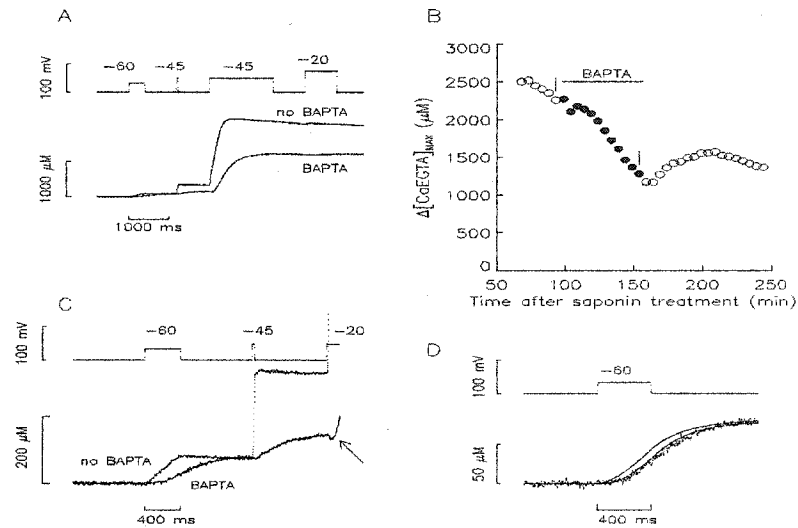 A
100 mV
−60
−45
−45
−20
no BAPTA
BAPTA
1000 µM
1000 ms
B
3000
2500
2000
1500
1000
500
0
Δ[CaEGTA]MAX (µM)
BAPTA
50
100
150
200
250
Time after saponin treatment (min)
C
100 mV
−60
−45
−20
200 µM
no BAPTA
BAPTA
400 ms
D
100 mV
−60
50 µM
400 ms